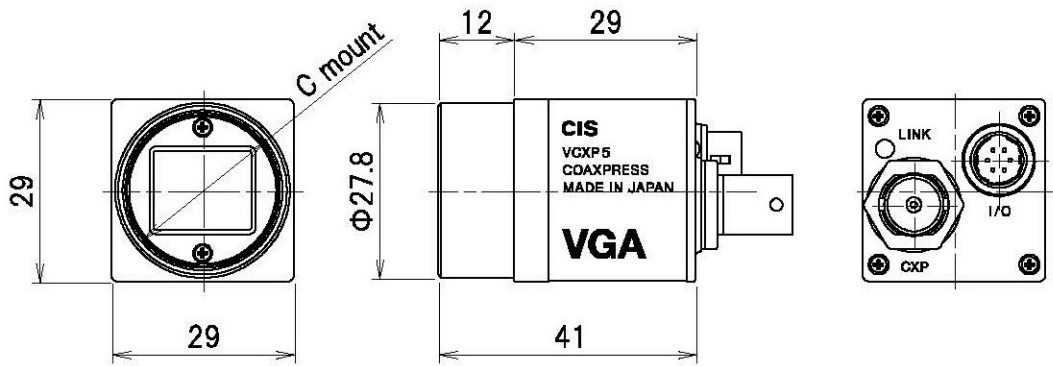 12
29
C mount
29
Φ27.8
29
41
CIS
VCXP5
COAXPRESS
MADE IN JAPAN
VGA
LINK
I/O
CXP